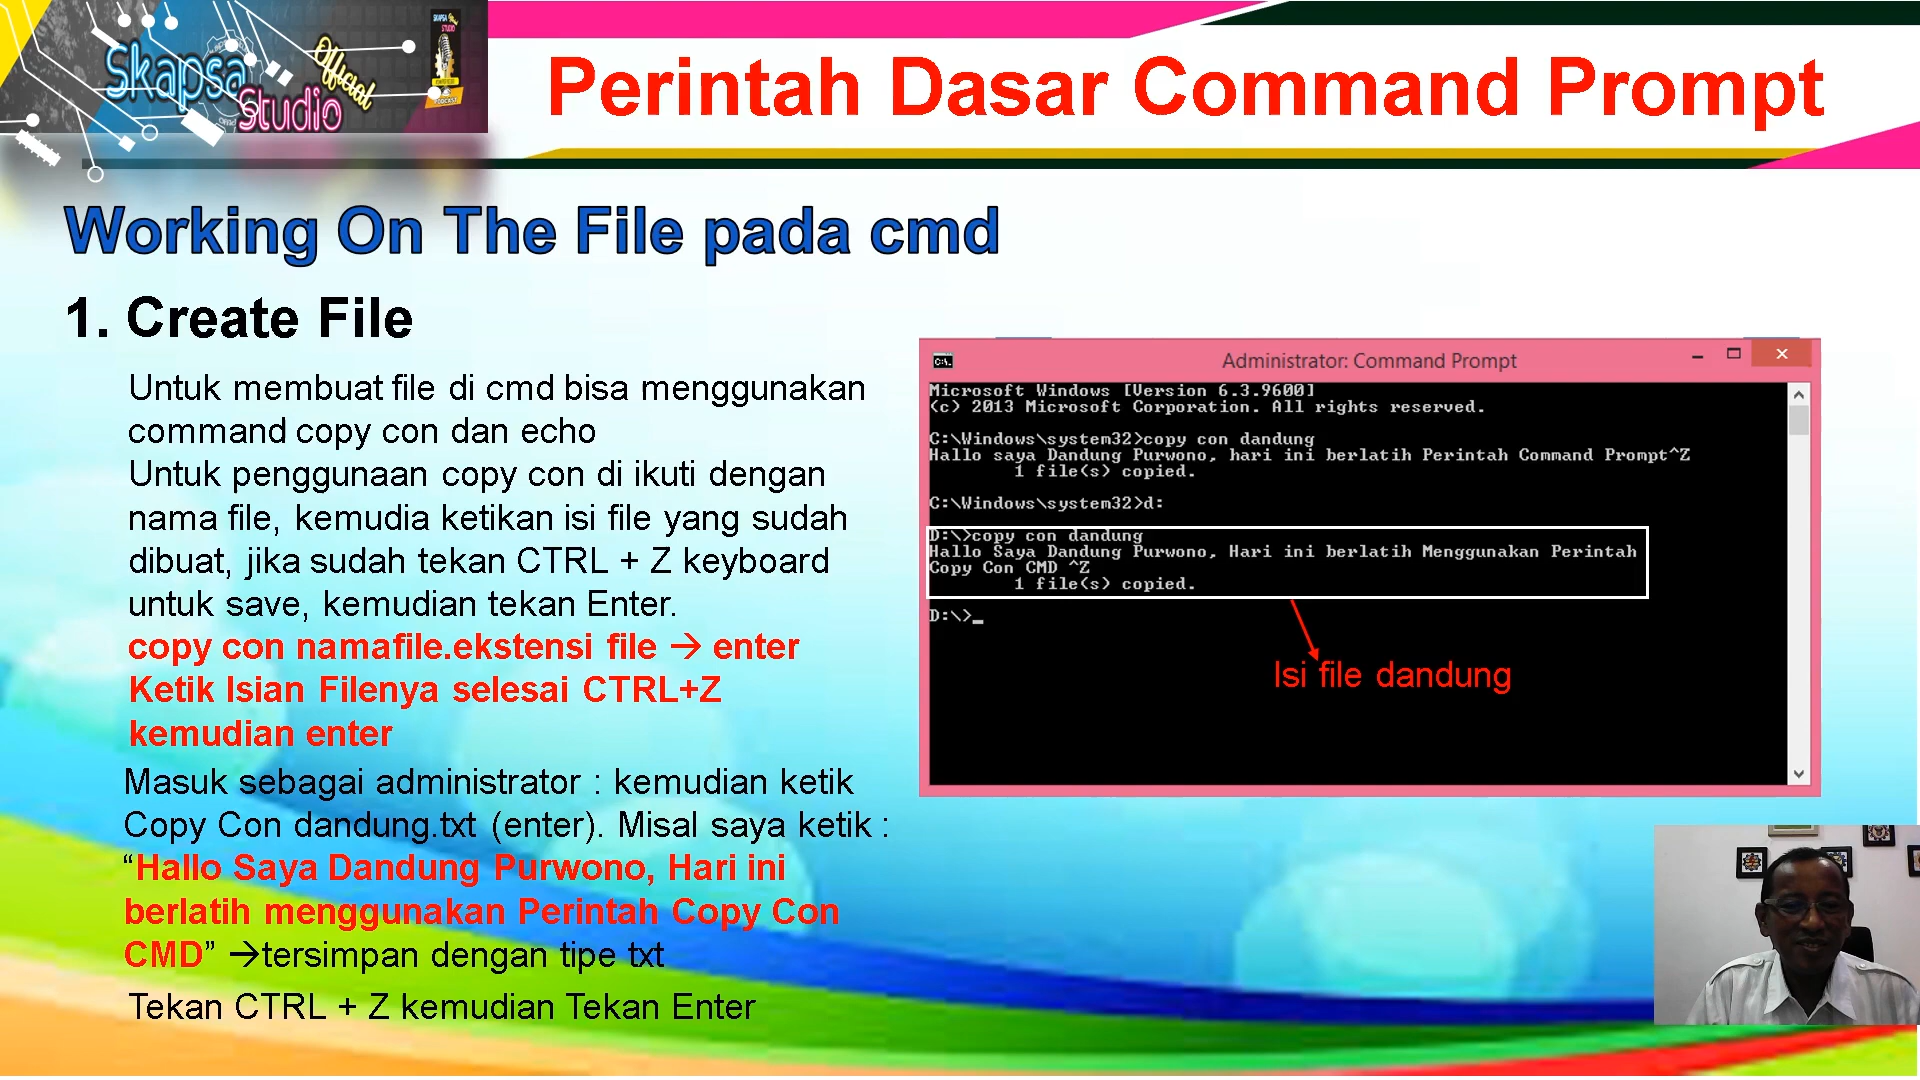 Skapsa
Studio
Official
SKAPSA
STUDIO
PODCAST
Perintah Dasar Command Prompt
Working On The File pada cmd
1. Create File
Untuk membuat file di cmd bisa menggunakan
command copy con dan echo
Untuk penggunaan copy con di ikuti dengan
nama file, kemudia ketikan isi file yang sudah
dibuat, jika sudah tekan CTRL + Z keyboard
untuk save, kemudian tekan Enter.
copy con namafile.ekstensi file → enter
Ketik Isian Filenya selesai CTRL+Z
kemudian enter
Masuk sebagai administrator : kemudian ketik
Copy Con dandung.txt (enter). Misal saya ketik :
“Hallo Saya Dandung Purwono, Hari ini
berlatih menggunakan Perintah Copy Con
CMD” →tersimpan dengan tipe txt
Tekan CTRL + Z kemudian Tekan Enter
C:\.
Administrator: Command Prompt
Microsoft Windows [Version 6.3.9600]
(c) 2013 Microsoft Corporation. All rights reserved.
C:\Windows\system32>copy con dandung
Hallo saya Dandung Purwono, hari ini berlatih Perintah Command Prompt^Z
1 file(s) copied.
C:\Windows\system32>d:
D:\>copy con dandung
Hallo Saya Dandung Purwono, Hari ini berlatih Menggunakan Perintah
Copy Con CMD ^Z
1 file(s) copied.
D:\>_
Isi file dandung